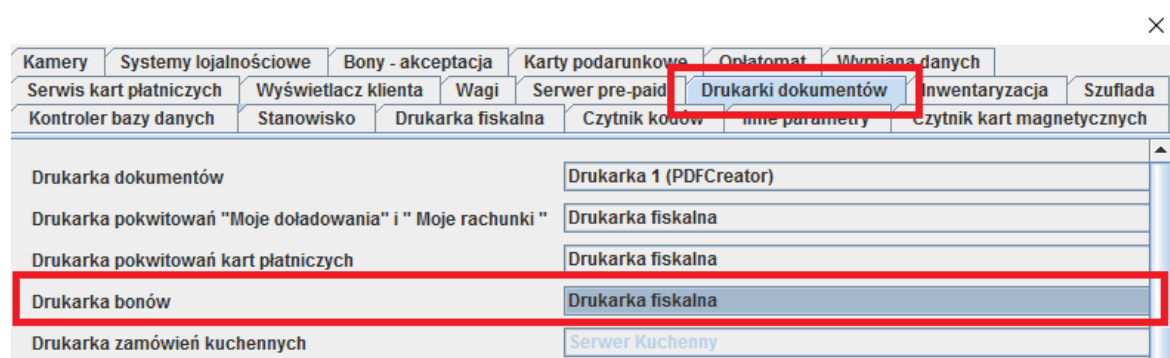 Kamery Systemy lojalnościowe Bony - akceptacja Karty podarunkowe Opłatomat Wymiana danych
Serwis kart płatniczych Wyświetlacz klienta Wagi Serwer pre-paid Drukarki dokumentów Inwentaryzacja Szuflada
Kontroler bazy danych Stanowisko Drukarka fiskalna Czytnik kodów Inne parametry Czytnik kart magnetycznych
Drukarka dokumentów Drukarka 1 (PDFCreator)
Drukarka pokwitowań "Moje doładowania" i " Moje rachunki " Drukarka fiskalna
Drukarka pokwitowań kart płatniczych Drukarka fiskalna
Drukarka bonów Drukarka fiskalna
Drukarka zamówień kuchennych Serwer Kuchenny